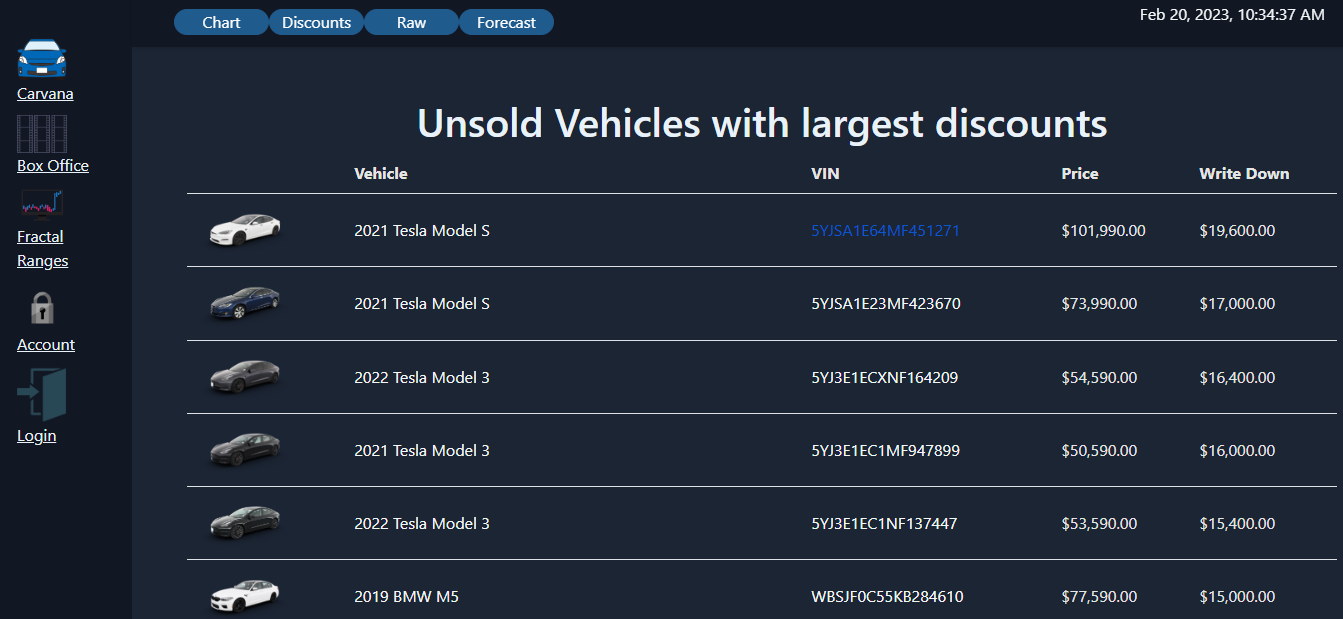 Chart Discounts Raw Forecast
Feb 20, 2023, 10:34:37 AM
Carvana
Box Office
Fractal
Ranges
Account
Login
Unsold Vehicles with largest discounts
Vehicle VIN Price Write Down
2021 Tesla Model S 5YJSA1E64MF451271 $101,990.00 $19,600.00
2021 Tesla Model S 5YJSA1E23MF423670 $73,990.00 $17,000.00
2022 Tesla Model 3 5YJ3E1ECXNF164209 $54,590.00 $16,400.00
2021 Tesla Model 3 5YJ3E1EC1MF947899 $50,590.00 $16,000.00
2022 Tesla Model 3 5YJ3E1EC1NF137447 $53,590.00 $15,400.00
2019 BMW M5 WBSJF0C55KB284610 $77,590.00 $15,000.00